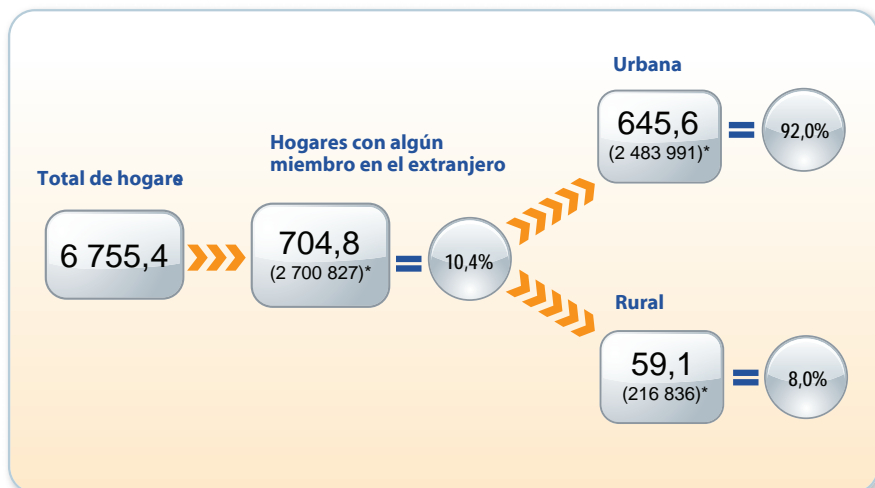 Total de hogares
6 755,4
Hogares con algún
miembro en el extranjero
704,8
(2 700 827)*
=
10,4%
Urbana
645,6
(2 483 991)*
=
92,0%
Rural
59,1
(216 836)*
=
8,0%